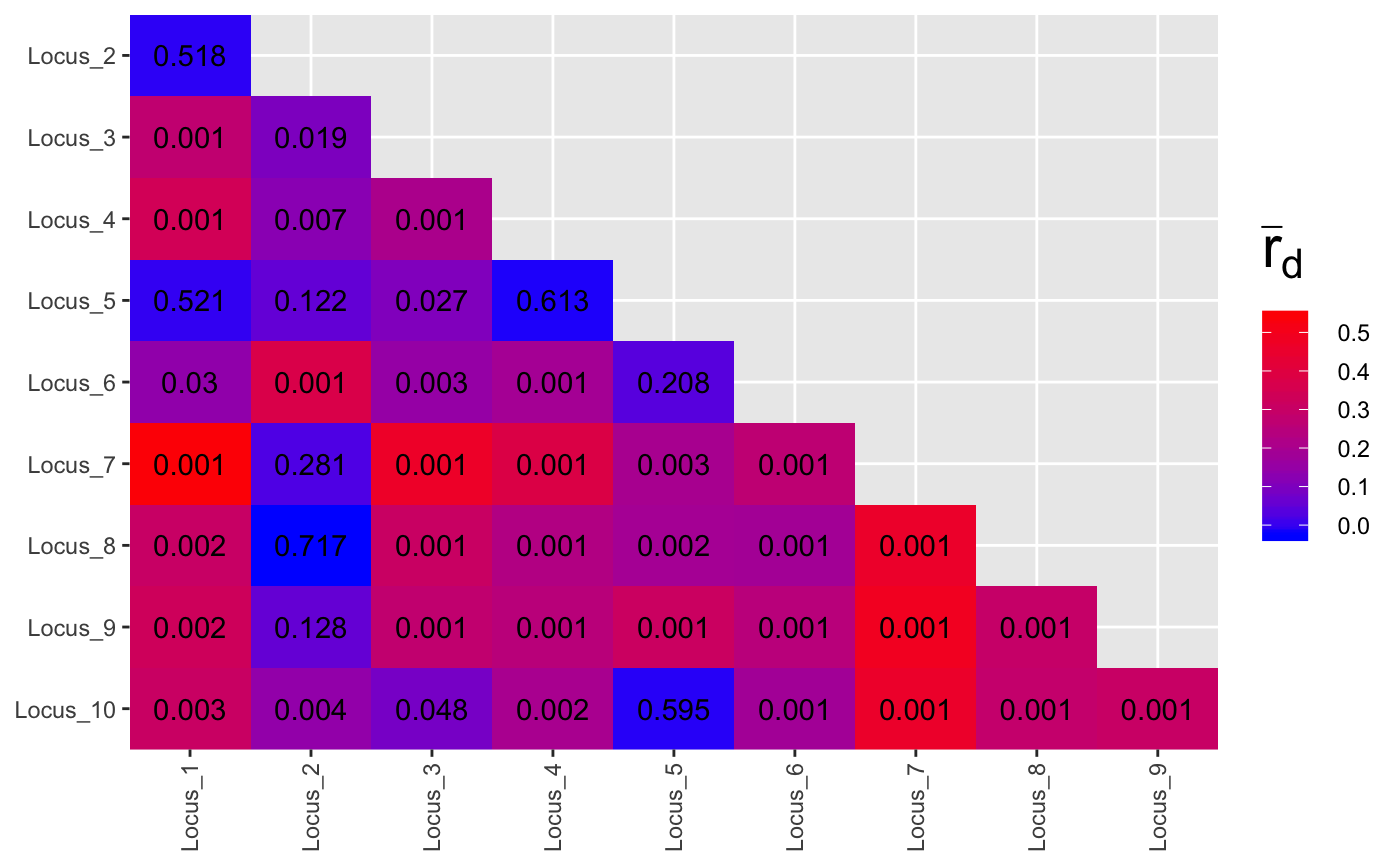 Locus_2 0.518
Locus_3 0.001 0.019
Locus_4 0.001 0.007 0.001
Locus_5 0.521 0.122 0.027 0.613
Locus_6 0.03 0.001 0.003 0.001 0.208
Locus_7 0.001 0.281 0.001 0.001 0.003 0.001
Locus_8 0.002 0.717 0.001 0.001 0.002 0.001 0.001
Locus_9 0.002 0.128 0.001 0.001 0.001 0.001 0.001 0.001
Locus_10 0.003 0.004 0.048 0.002 0.595 0.001 0.001 0.001 0.001
Locus_1 Locus_2 Locus_3 Locus_4 Locus_5 Locus_6 Locus_7 Locus_8 Locus_9
r̄d
0.5
0.4
0.3
0.2
0.1
0.0